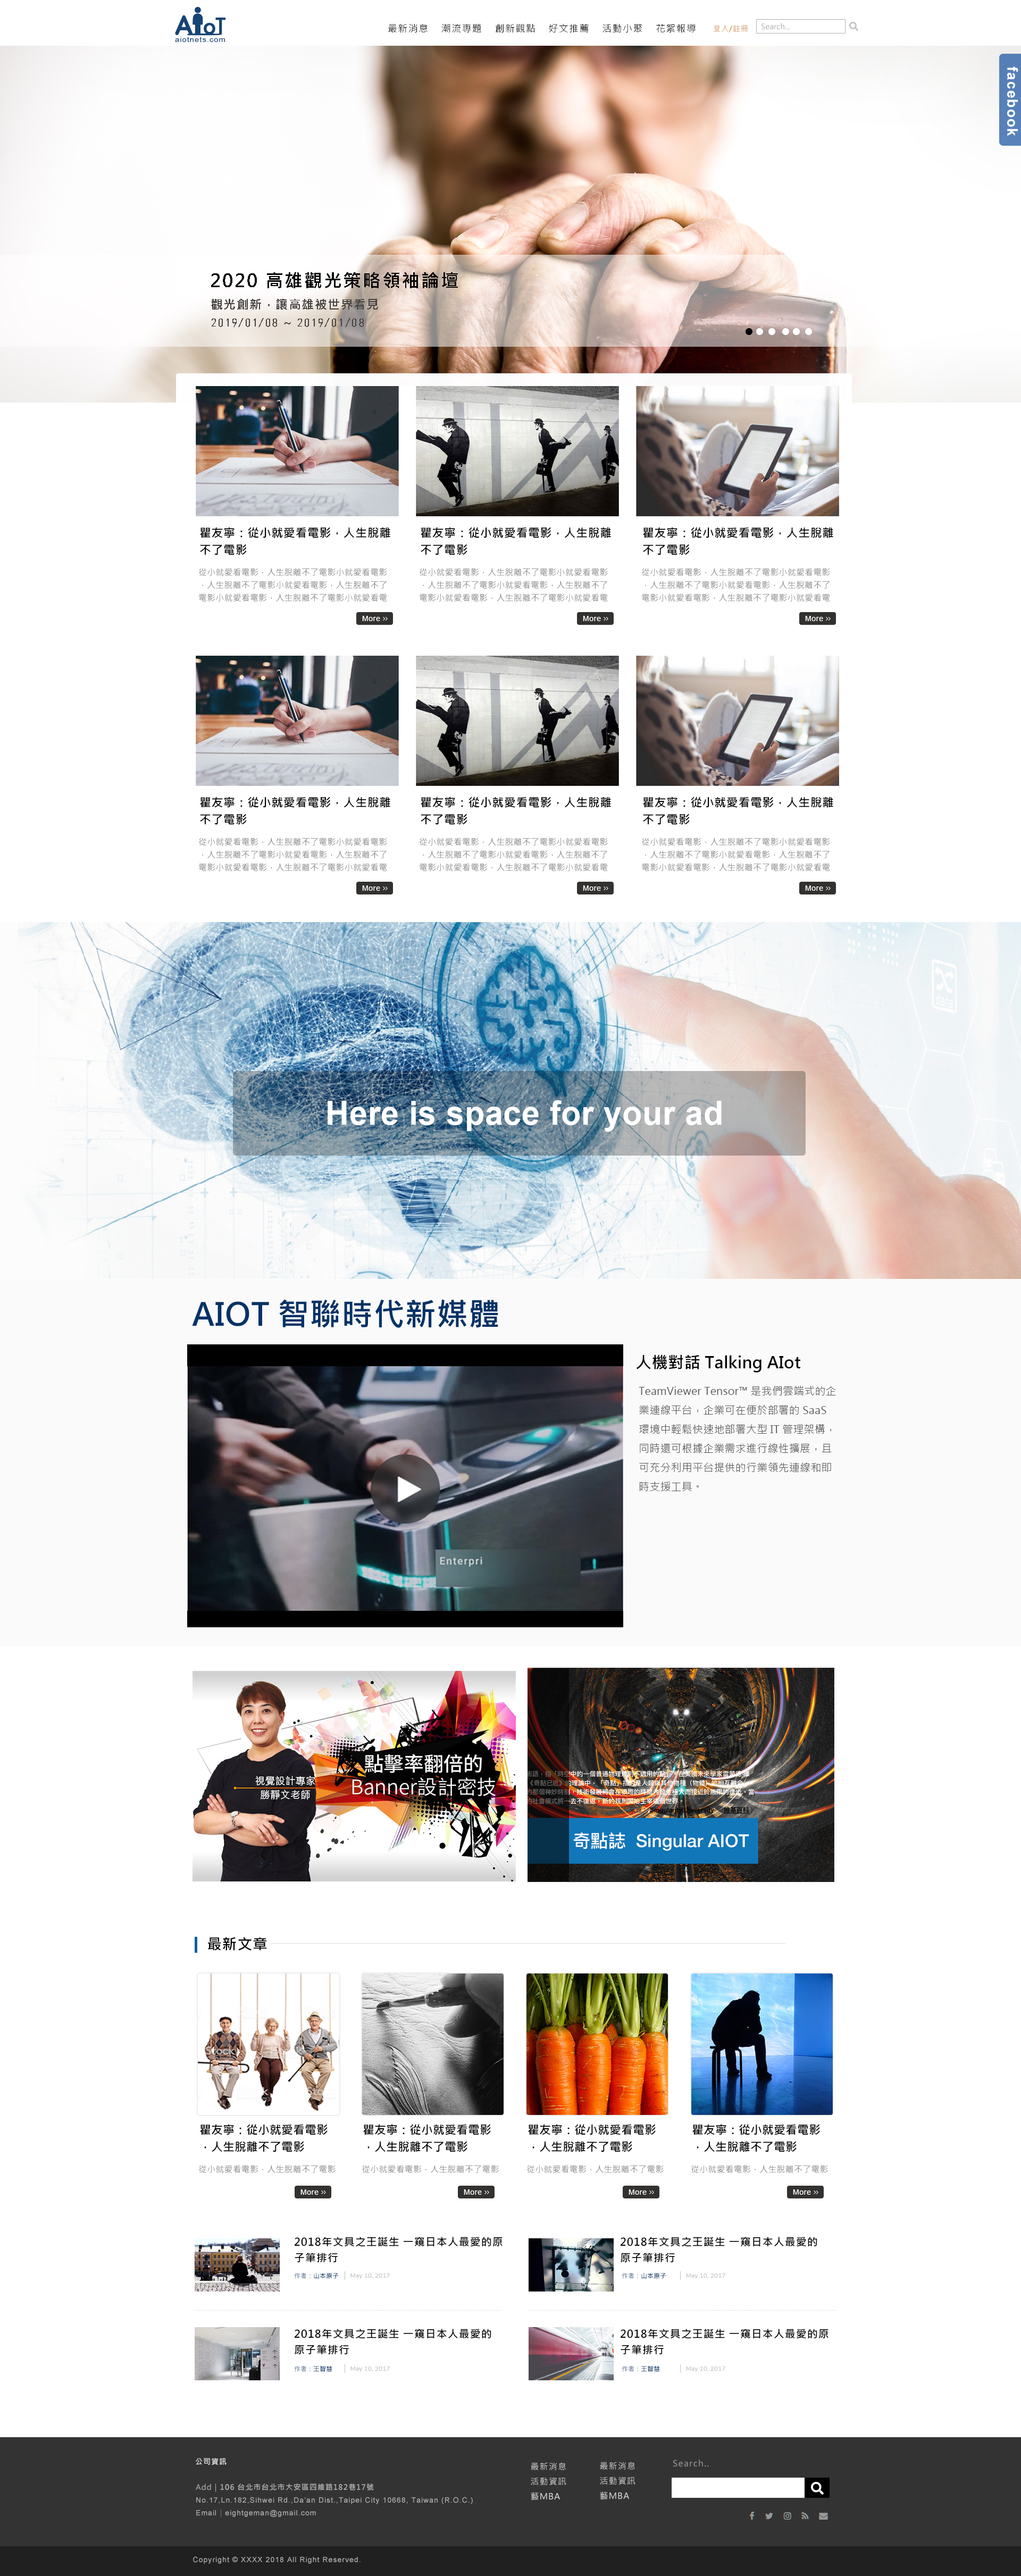 AIoT
aiotnets.com
最新消息 潮流專題 創新觀點 好文推薦 活動小聚 花絮報導 登入/註冊 Search...
facebook
2020 高雄觀光策略領袖論壇
觀光創新，讓高雄被世界看見
2019/01/08 ~ 2019/01/08
瞿友寧：從小就愛看電影，人生脫離
不了電影
從小就愛看電影，人生脫離不了電影小就愛看電影
，人生脫離不了電影小就愛看電影，人生脫離不了
電影小就愛看電影，人生脫離不了電影小就愛看電
More ››
瞿友寧：從小就愛看電影，人生脫離
不了電影
從小就愛看電影，人生脫離不了電影小就愛看電影
，人生脫離不了電影小就愛看電影，人生脫離不了
電影小就愛看電影，人生脫離不了電影小就愛看電
More ››
瞿友寧：從小就愛看電影，人生脫離
不了電影
從小就愛看電影，人生脫離不了電影小就愛看電影
，人生脫離不了電影小就愛看電影，人生脫離不了
電影小就愛看電影，人生脫離不了電影小就愛看電
More ››
瞿友寧：從小就愛看電影，人生脫離
不了電影
從小就愛看電影，人生脫離不了電影小就愛看電影
，人生脫離不了電影小就愛看電影，人生脫離不了
電影小就愛看電影，人生脫離不了電影小就愛看電
More ››
瞿友寧：從小就愛看電影，人生脫離
不了電影
從小就愛看電影，人生脫離不了電影小就愛看電影
，人生脫離不了電影小就愛看電影，人生脫離不了
電影小就愛看電影，人生脫離不了電影小就愛看電
More ››
瞿友寧：從小就愛看電影，人生脫離
不了電影
從小就愛看電影，人生脫離不了電影小就愛看電影
，人生脫離不了電影小就愛看電影，人生脫離不了
電影小就愛看電影，人生脫離不了電影小就愛看電
More ››
Here is space for your ad
AIOT 智聯時代新媒體
Enterpri
人機對話 Talking AIot
TeamViewer Tensor™ 是我們雲端式的企
業連線平台，企業可在便於部署的 SaaS
環境中輕鬆快速地部署大型 IT 管理架構，
同時還可根據企業需求進行線性擴展，且
可充分利用平台提供的行業領先連線和即
時支援工具。
視覺設計專家
勝靜文老師
點擊率翻倍的
Banner設計密技
奇點誌 Singular AIOT
最新文章
瞿友寧：從小就愛看電影
，人生脫離不了電影
從小就愛看電影，人生脫離不了電影
More ››
瞿友寧：從小就愛看電影
，人生脫離不了電影
從小就愛看電影，人生脫離不了電影
More ››
瞿友寧：從小就愛看電影
，人生脫離不了電影
從小就愛看電影，人生脫離不了電影
More ››
瞿友寧：從小就愛看電影
，人生脫離不了電影
從小就愛看電影，人生脫離不了電影
More ››
2018年文具之王誕生 一窺日本人最愛的原
子筆排行
作者：山本原子 | May 10, 2017
2018年文具之王誕生 一窺日本人最愛的
原子筆排行
作者：山本原子 | May 10, 2017
2018年文具之王誕生 一窺日本人最愛的
原子筆排行
作者：王智慧 | May 10, 2017
2018年文具之王誕生 一窺日本人最愛的原
子筆排行
作者：王智慧 | May 10, 2017
公司資訊
Add | 106 台北市台北市大安區四維路182巷17號
No.17,Ln.182,Sihwei Rd.,Da'an Dist.,Taipei City 10668, Taiwan (R.O.C.)
Email | eightgeman@gmail.com
最新消息
活動資訊
藝MBA
最新消息
活動資訊
藝MBA
Search..
Copyright © XXXX 2018 All Right Reserved.